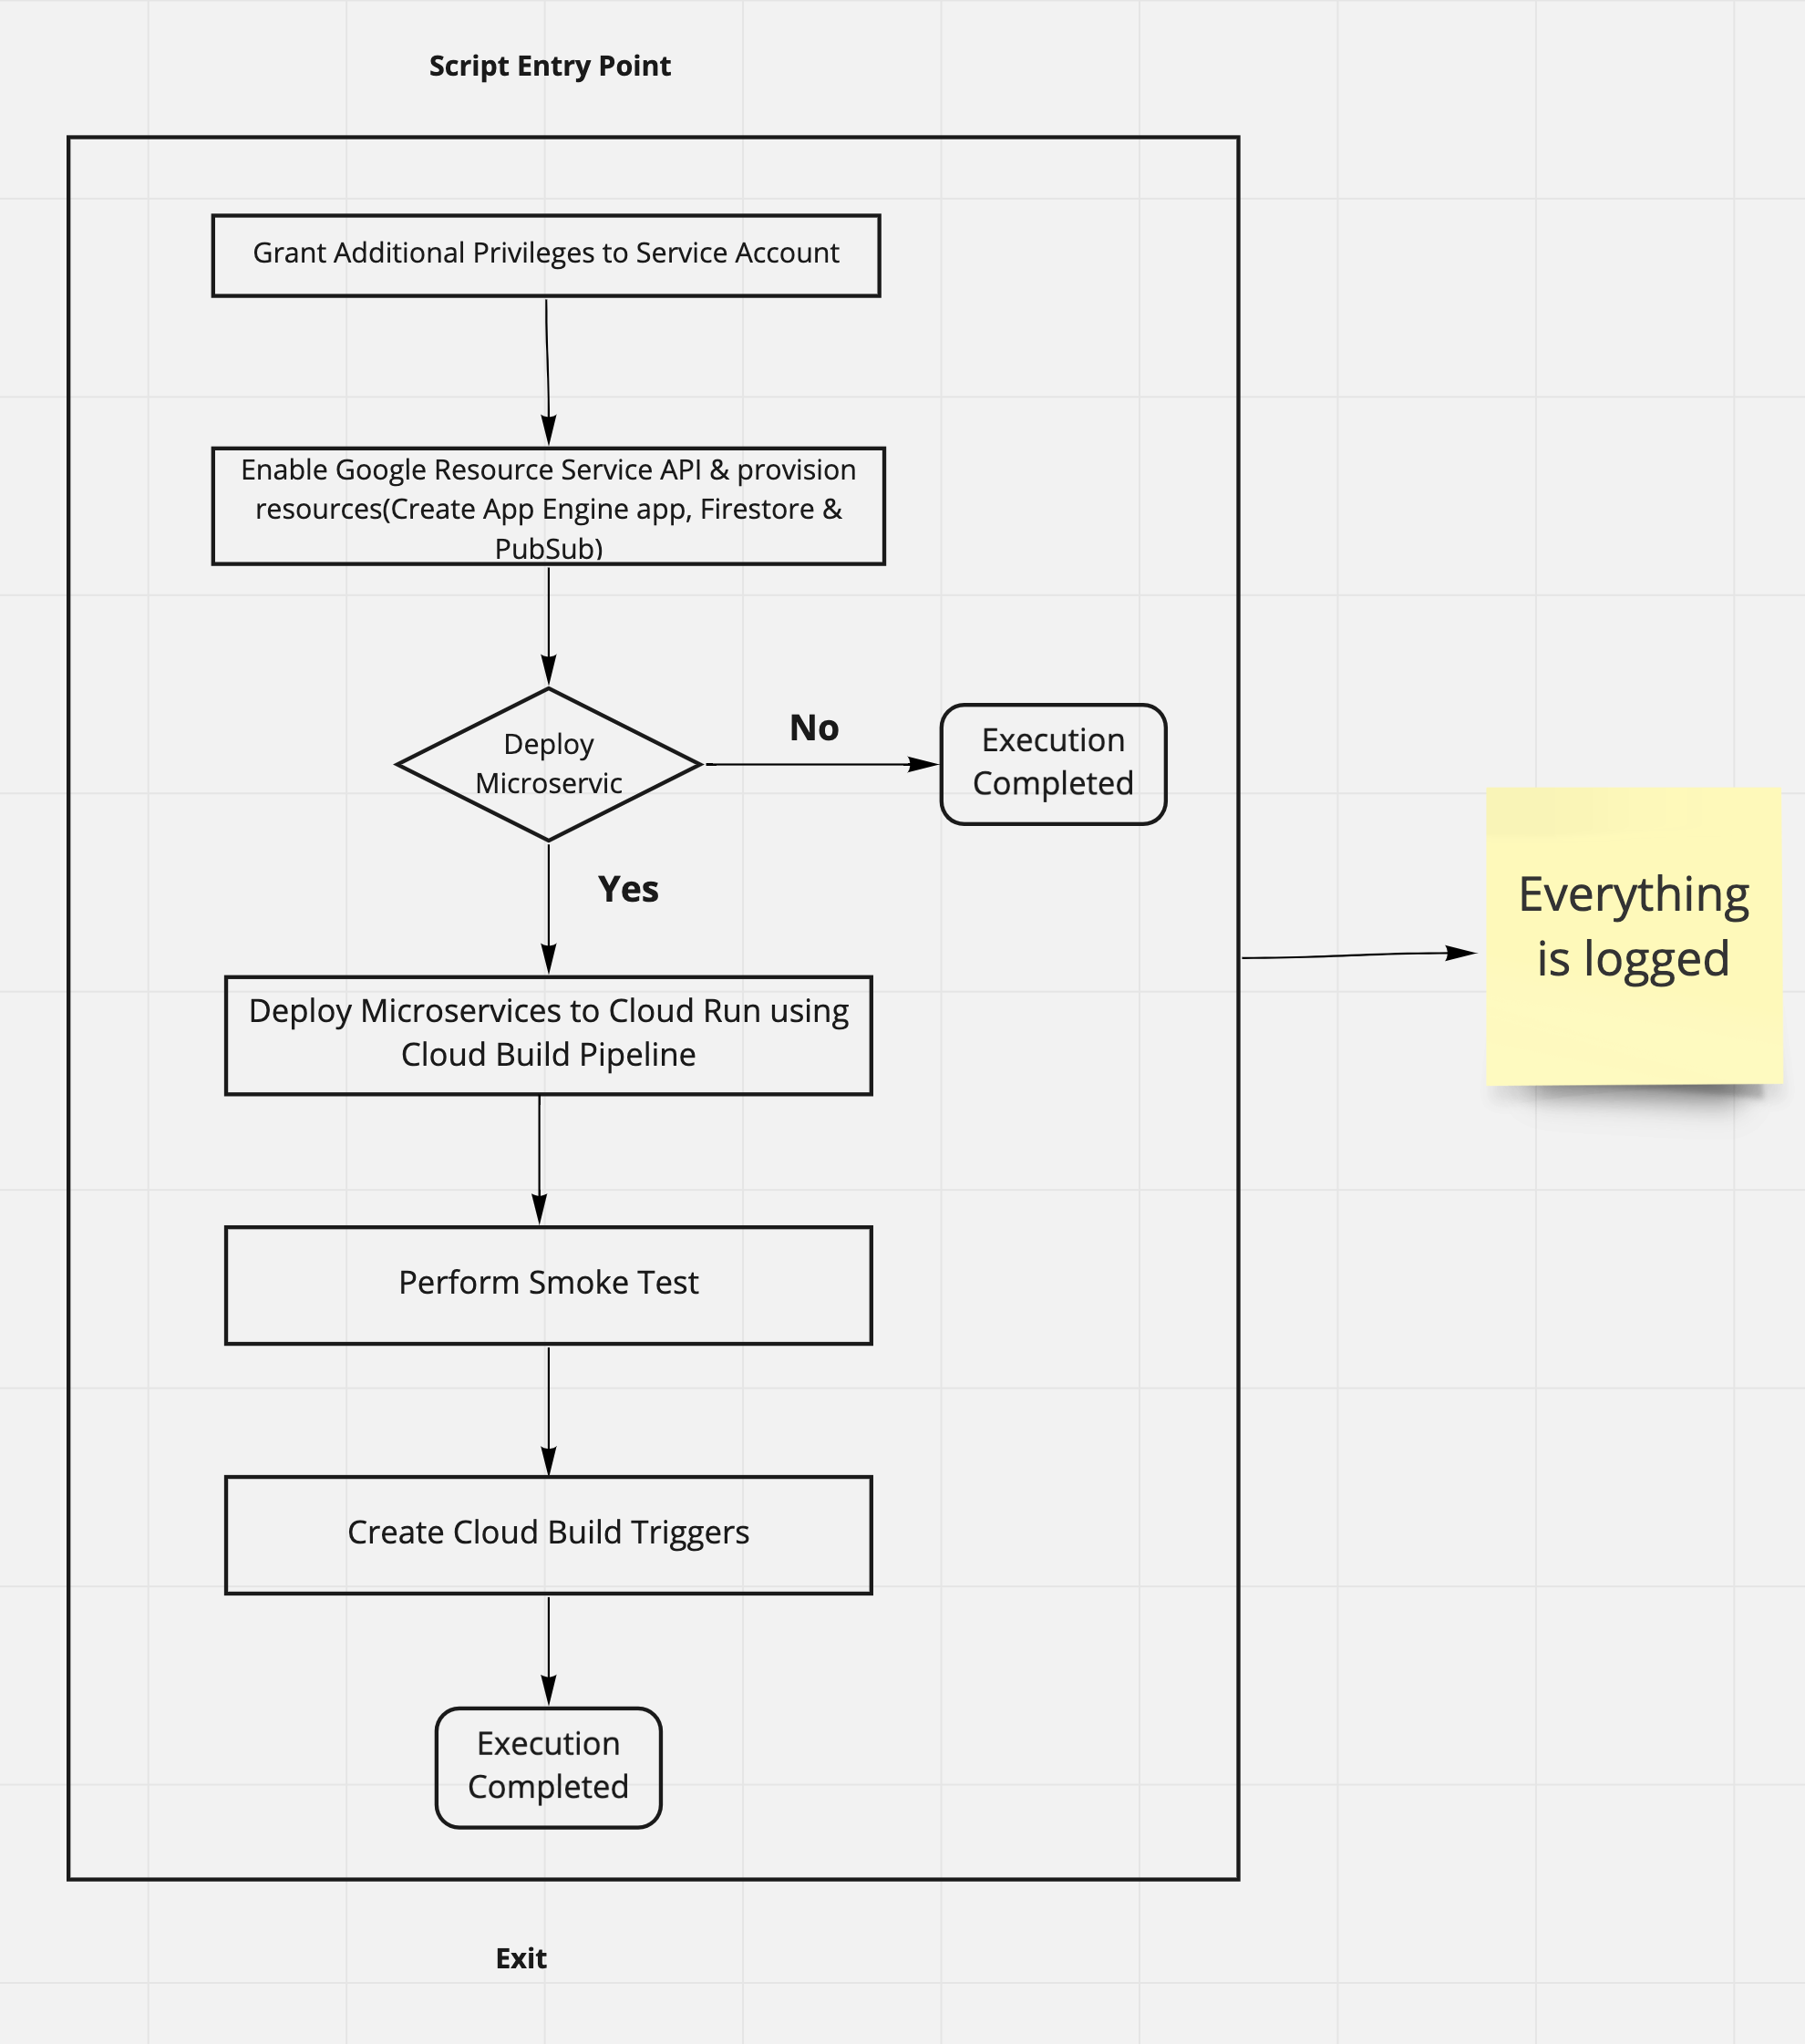 Script Entry Point
Grant Additional Privileges to Service Account
Enable Google Resource Service API & provision
resources(Create App Engine app, Firestore &
PubSub)
Deploy
Microservic
No
Execution
Completed
Yes
Everything
is logged
Deploy Microservices to Cloud Run using
Cloud Build Pipeline
Perform Smoke Test
Create Cloud Build Triggers
Execution
Completed
Exit